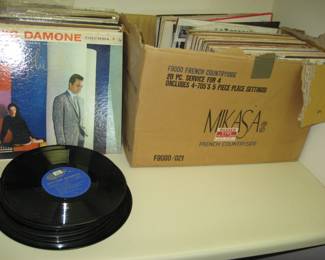 DAMONE
COLUMBIA
F9000 FRENCH COUNTRYSIDE
20 PC. SERVICE FOR 4
(INCLUDES 4-705'S 5 PIECE PLACE SETTINGS)
MIKASA
FRENCH COUNTRYSIDE
F9000/021